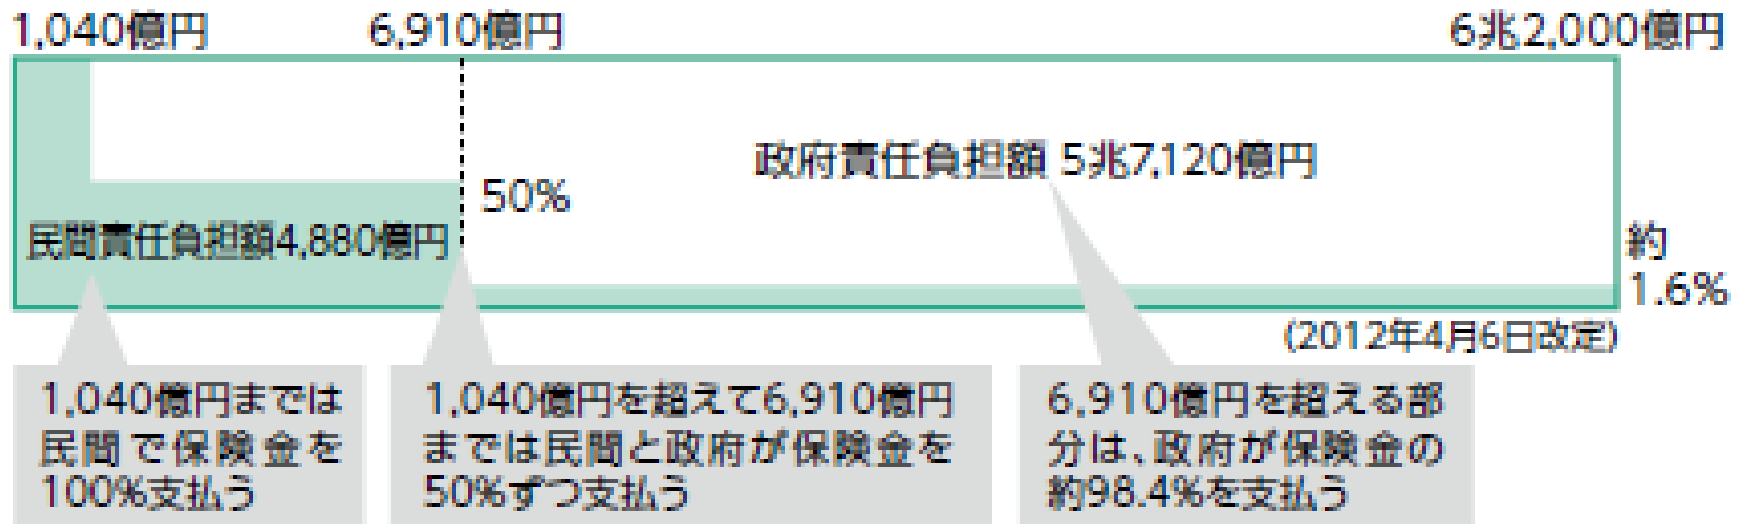 1,040億円
6,910億円
6兆2,000億円
政府責任負担額 5兆7,120億円
50%
民間責任負担額4,880億円
約
1.6%
(2012年4月6日改定)
1,040億円までは
民間で保険金を
100%支払う
1,040億円を超えて6,910億円
までは民間と政府が保険金を
50%ずつ支払う
6,910億円を超える部
分は、政府が保険金の
約98.4%を支払う